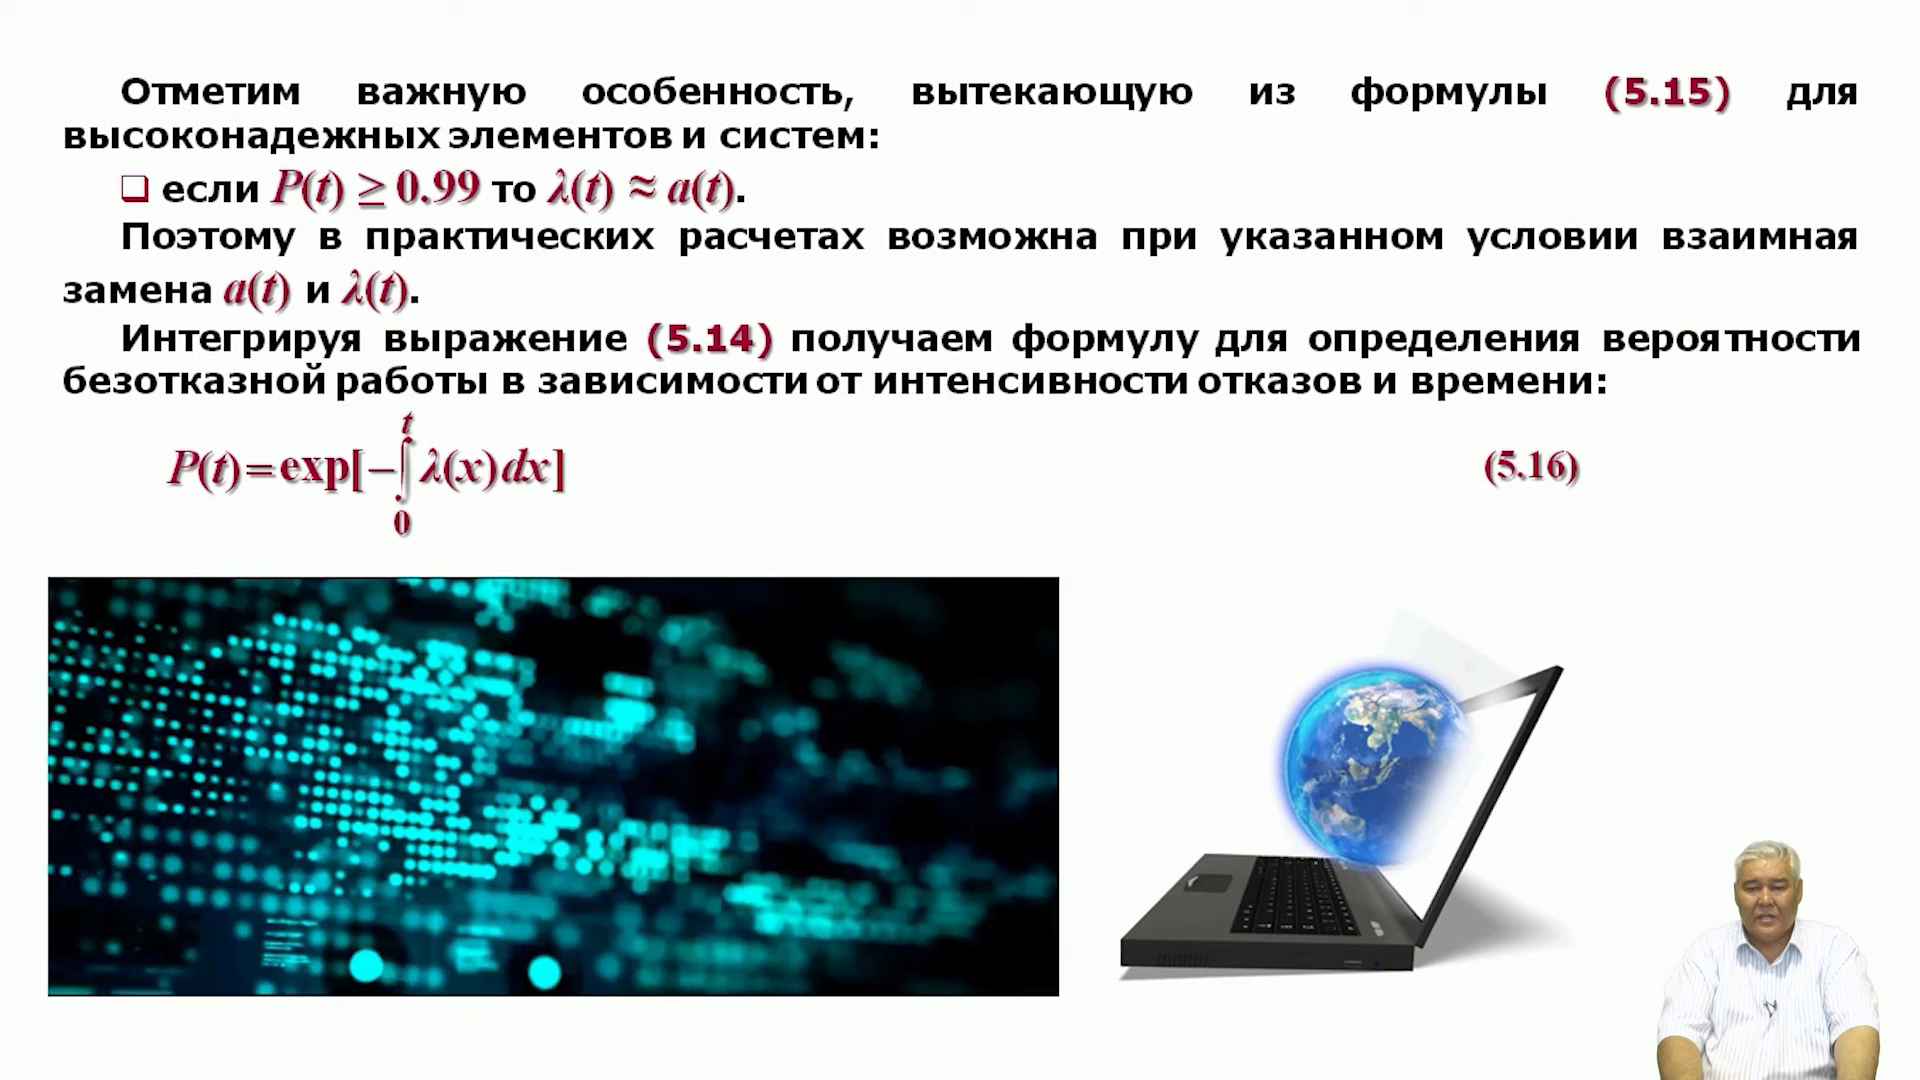 Отметим важную особенность, вытекающую из формулы (5.15) для
высоконадежных элементов и систем:
❑ если P(t) ≥ 0.99 то λ(t) ≈ a(t).
Поэтому в практических расчетах возможна при указанном условии взаимная
замена a(t) и λ(t).
Интегрируя выражение (5.14) получаем формулу для определения вероятности
безотказной работы в зависимости от интенсивности отказов и времени:
P(t)=exp[−∫₀ᵗ λ(x)dx] (5.16)